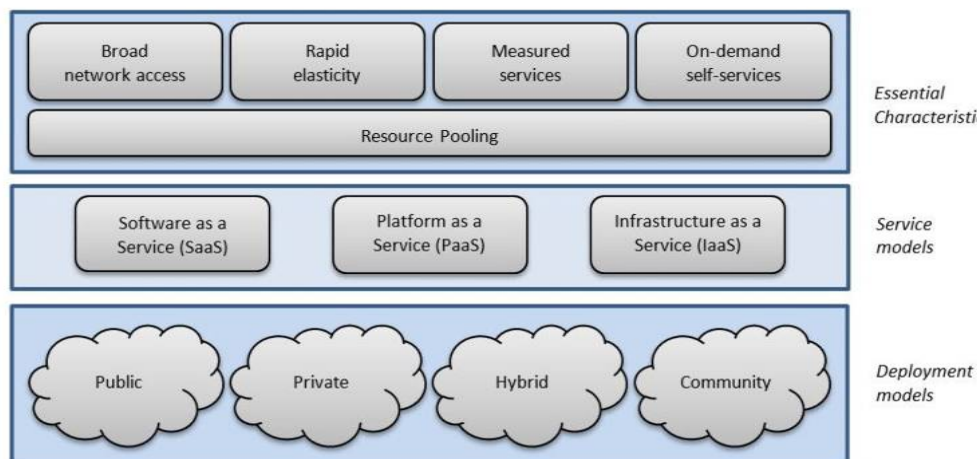 Broad
network access
Rapid
elasticity
Measured
services
On-demand
self-services
Resource Pooling
Essential
Characteristi
Software as a
Service (SaaS)
Platform as a
Service (PaaS)
Infrastructure as a
Service (IaaS)
Service
models
Public
Private
Hybrid
Community
Deployment
models